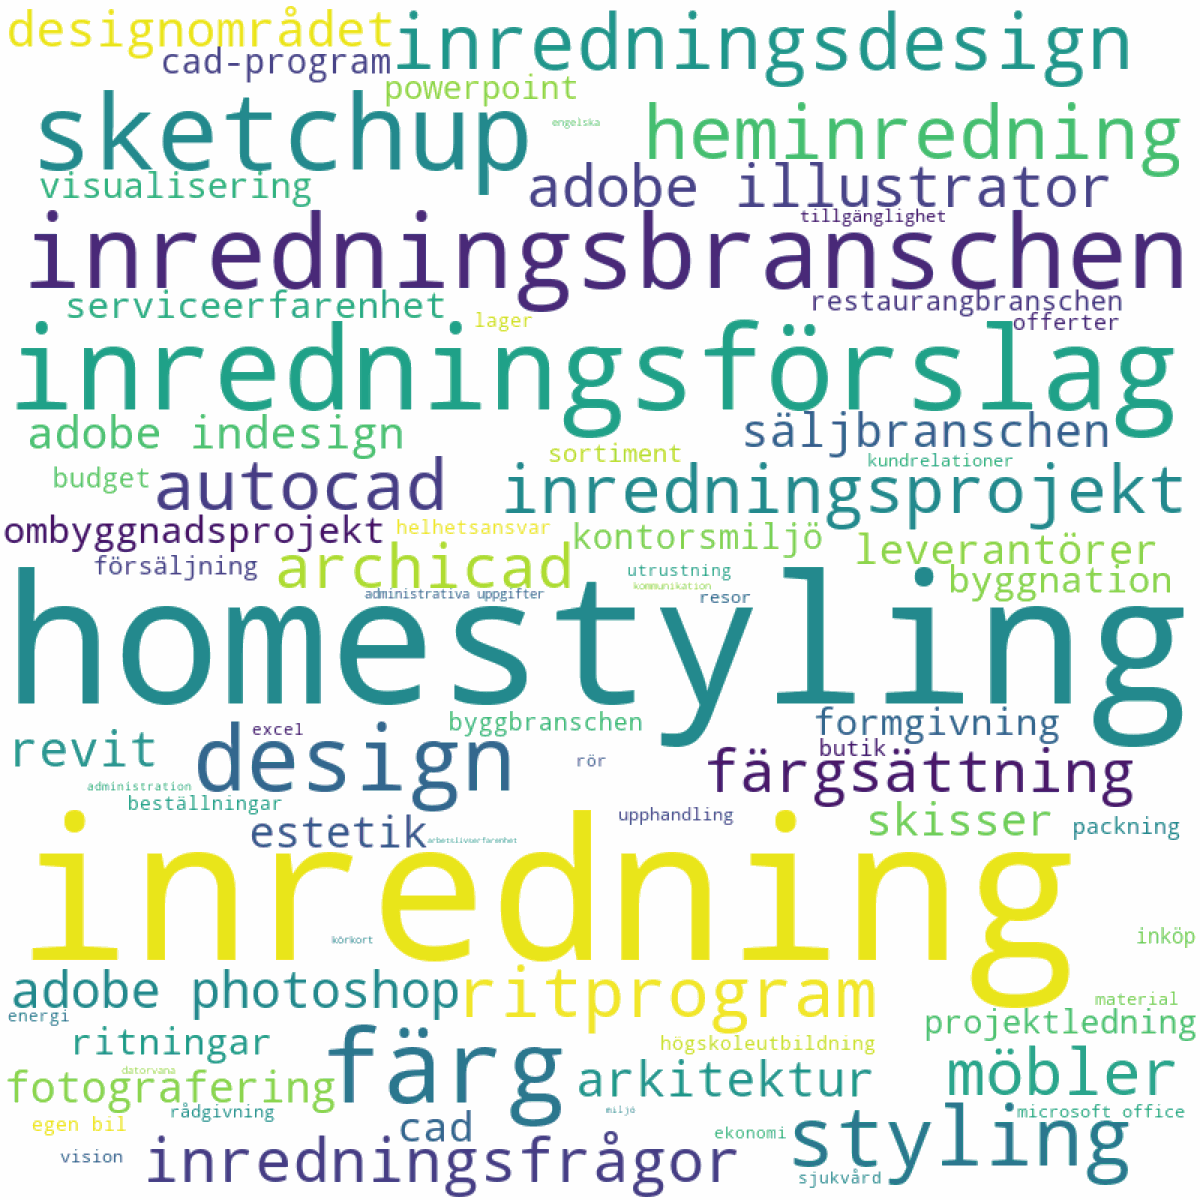 designområdet
inredningsdesign
cad-program
powerpoint
sketchup
engelska
heminredning
visualisering
adobe illustrator
tillgänglighet
inredningsbranschen
serviceerfarenhet
restaurangbranschen
lager
offerter
inredningsförslag
adobe indesign
säljbranschen
sortiment
kundrelationer
budget
autocad
inredningsprojekt
ombyggnadsprojekt
helhetsansvar
kontorsmiljö
leverantörer
försäljning
archicad
utrustning
byggnation
kommunikation
administrativa uppgifter
resor
homestyling
byggbranschen
formgivning
revit
excel
design
butik
rör
färgsättning
administration
beställningar
upphandling
skisser
packning
estetik
arbetslivserfarenhet
inredning
körkort
inköp
adobe photoshop
ritprogram
material
energi
projektledning
ritningar
färg
högskoleutbildning
möbler
datorvana
fotografering
arkitektur
rådgivning
miljö
microsoft office
egen bil
cad
ekonomi
styling
vision
inredningsfrågor
sjukvård